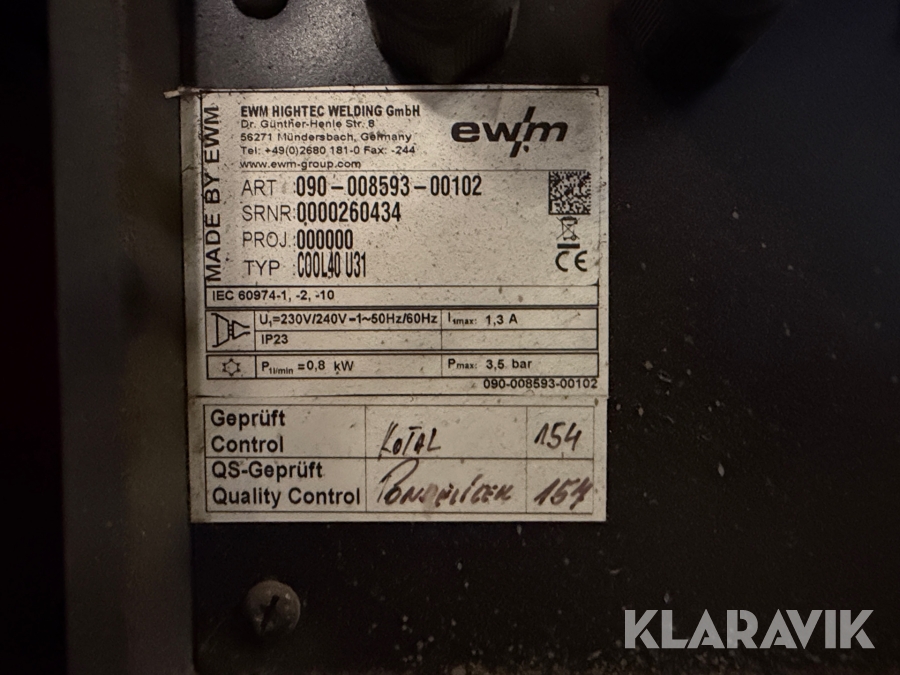 MADE BY EWM
EWM HIGHTEC WELDING GmbH
Dr. Günther-Henle Str. 8
56271 Mündersbach, Germany
Tel: +49(0)2680 181-0 Fax: -244
www.ewm-group.com
ewm
ART :090-008593-00102
SRNR:0000260434
PROJ.:000000
TYP :COOL40 U31
CE
IEC 60974-1, -2, -10
U₁=230V/240V-1~50Hz/60Hz I₁max: 1,3 A
IP23
P1l/min =0,8 kW Pmax: 3,5 bar
090-008593-00102
Geprüft
Control KOTAL 154
QS-Geprüft
Quality Control 154
KLARAVIK